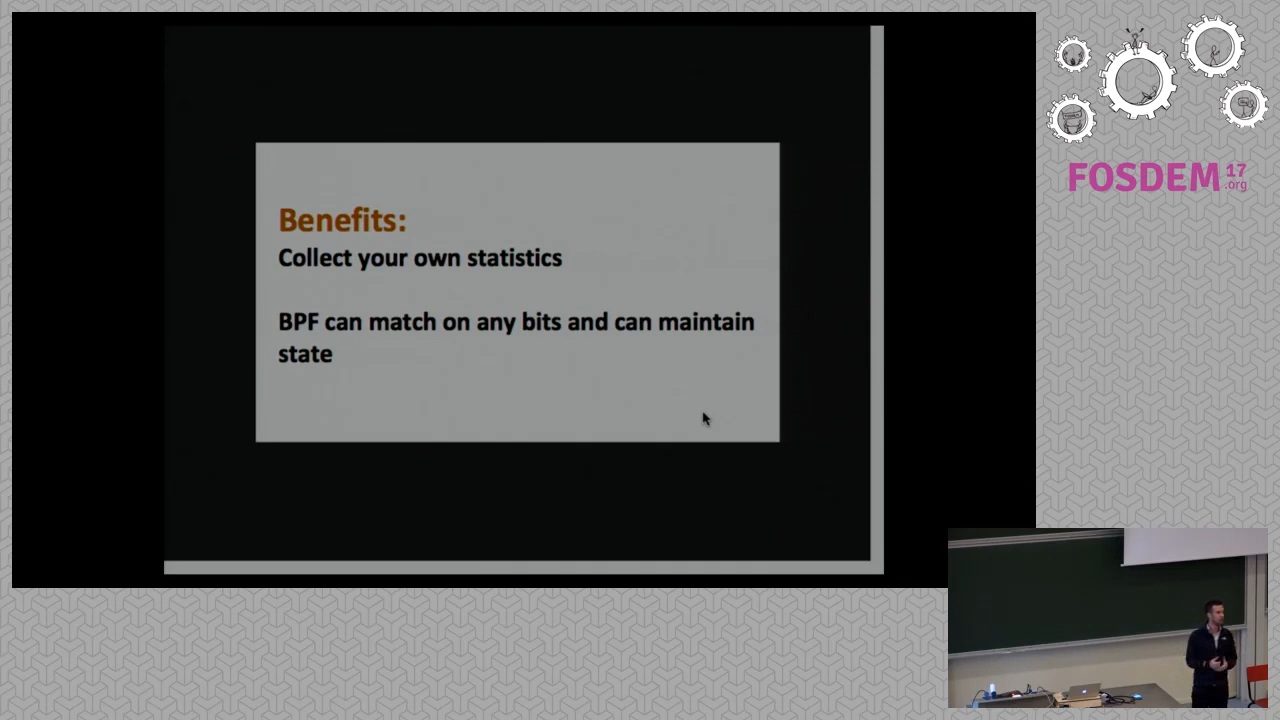 Benefits:
Collect your own statistics
BPF can match on any bits and can maintain
state
FOSDEM 17
.org